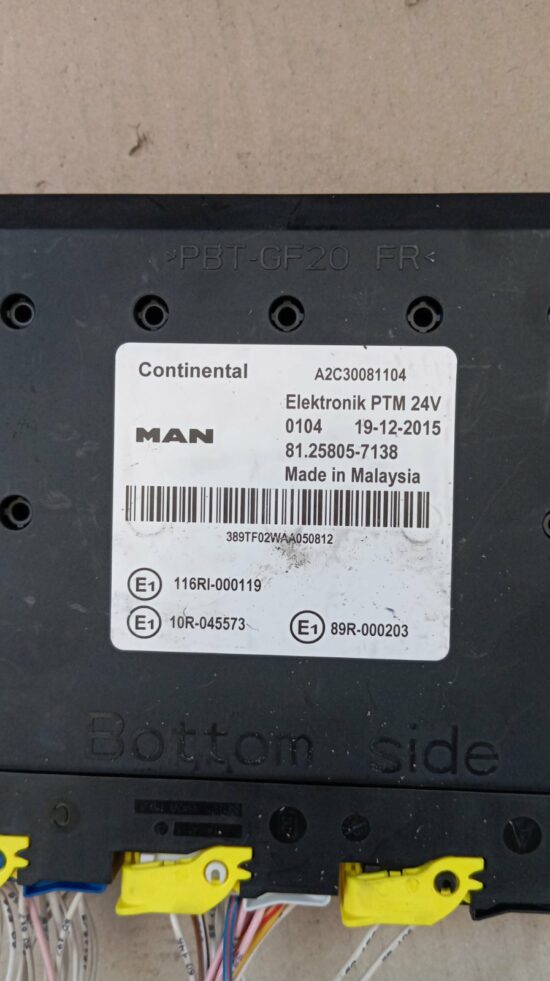 >PBT-GF20 FR<
Continental A2C30081104
Elektronik PTM 24V
MAN 0104 19-12-2015
81.25805-7138
Made in Malaysia
389TF02WAA050812
E1 116RI-000119
E1 10R-045573 E1 89R-000203
Bottom side